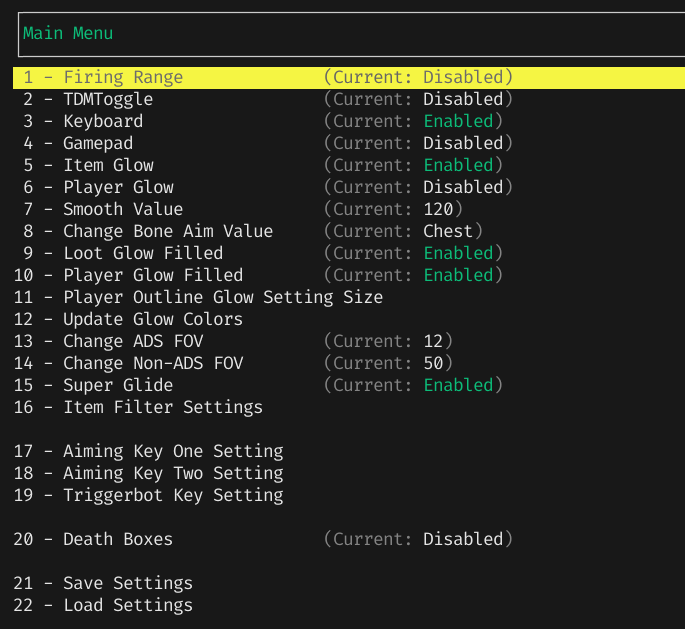 Main Menu
1 - Firing Range (Current: Disabled)
2 - TDMToggle (Current: Disabled)
3 - Keyboard (Current: Enabled)
4 - Gamepad (Current: Disabled)
5 - Item Glow (Current: Enabled)
6 - Player Glow (Current: Disabled)
7 - Smooth Value (Current: 120)
8 - Change Bone Aim Value (Current: Chest)
9 - Loot Glow Filled (Current: Enabled)
10 - Player Glow Filled (Current: Enabled)
11 - Player Outline Glow Setting Size
12 - Update Glow Colors
13 - Change ADS FOV (Current: 12)
14 - Change Non-ADS FOV (Current: 50)
15 - Super Glide (Current: Enabled)
16 - Item Filter Settings
17 - Aiming Key One Setting
18 - Aiming Key Two Setting
19 - Triggerbot Key Setting
20 - Death Boxes (Current: Disabled)
21 - Save Settings
22 - Load Settings